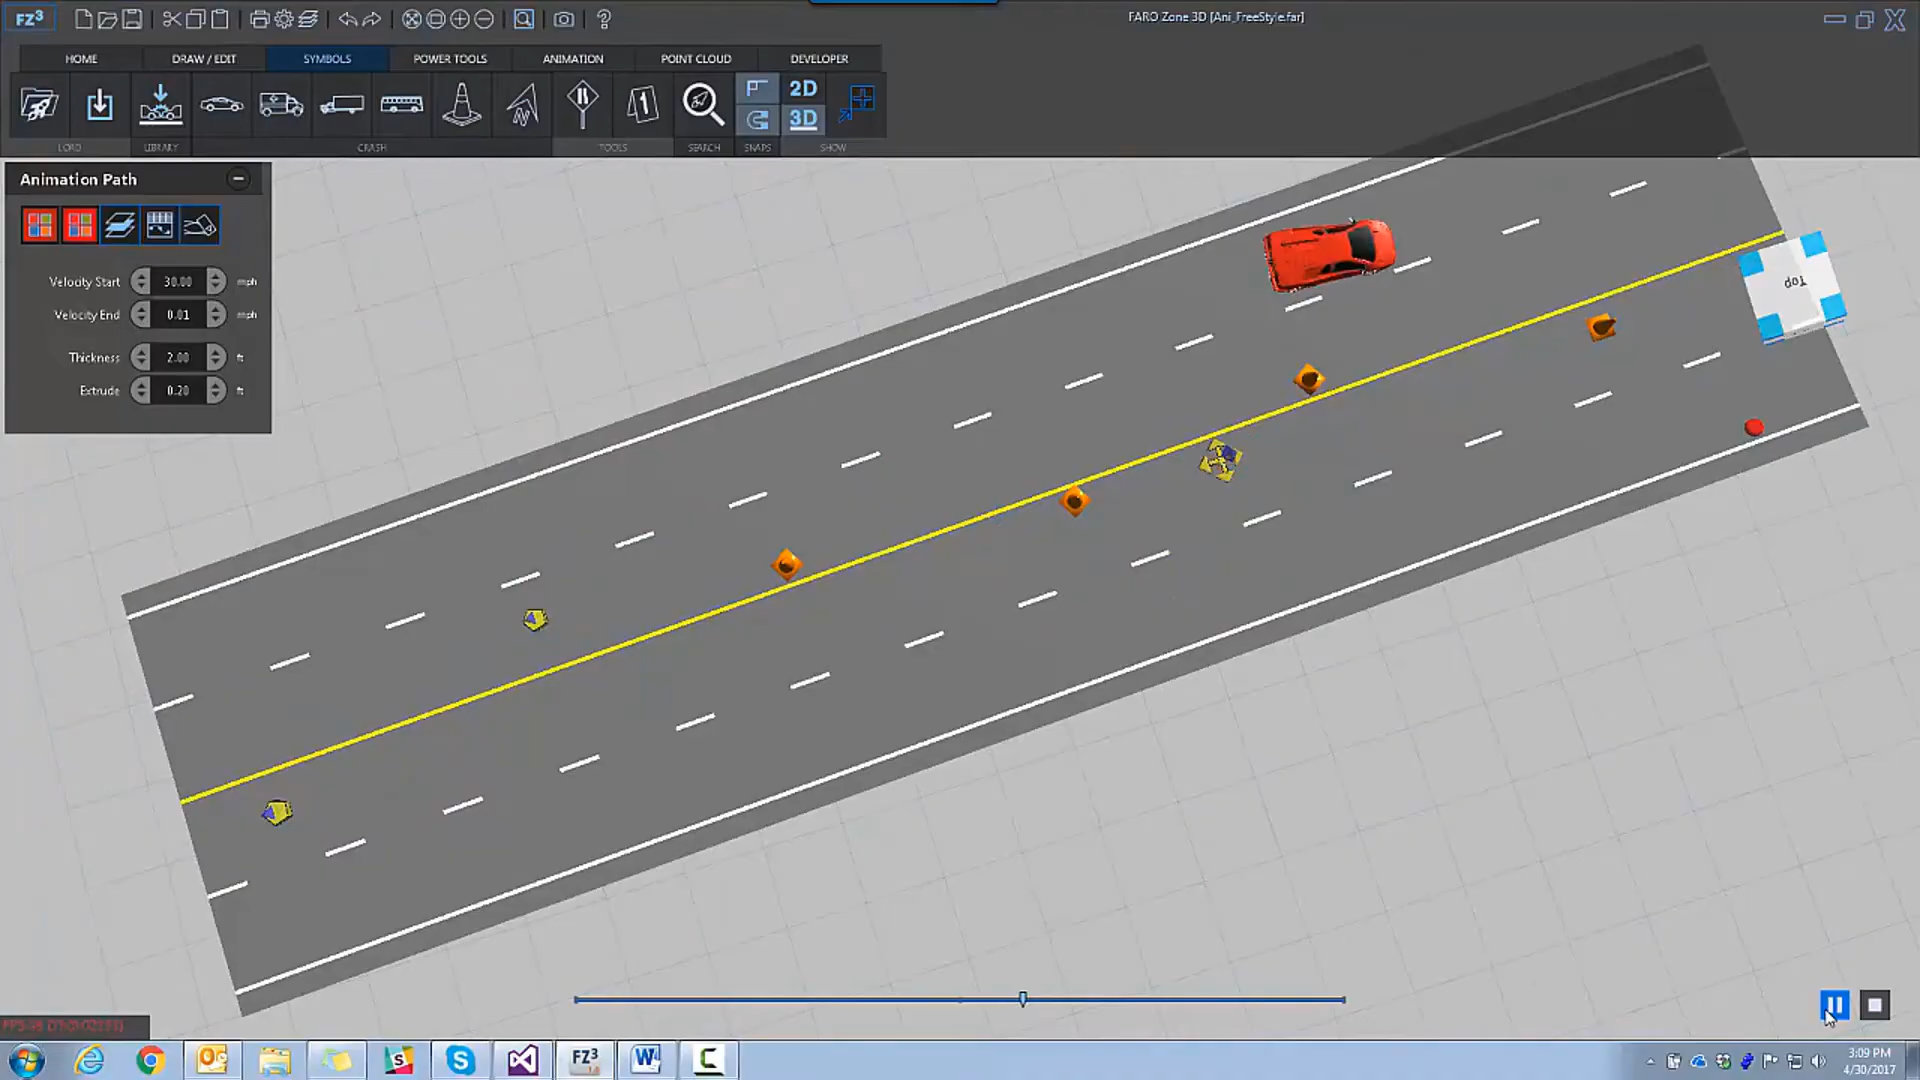 FZ³
FARO Zone 3D [Ani_FreeStyle.far]
HOME
DRAW / EDIT
SYMBOLS
POWER TOOLS
ANIMATION
POINT CLOUD
DEVELOPER
2D
3D
LOAD
LIBRARY
CRASH
TOOLS
SEARCH
SNAPS
SHOW
Animation Path
Velocity Start 30.00 mph
Velocity End 0.01 mph
Thickness 2.00 ft
Extrude 0.20 ft
Top
FZ3
3:09 PM
4/30/2017